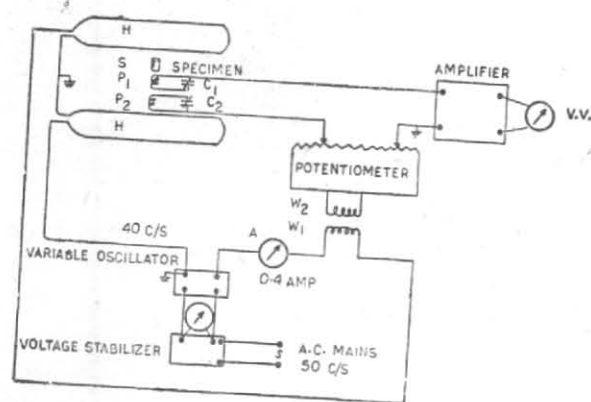 H
S SPECIMEN
P1 C1
P2 C2
H
AMPLIFIER
V.V.
POTENTIOMETER
W2
W1
40 C/S
A
VARIABLE OSCILLATOR
0-4 AMP
VOLTAGE STABILIZER
S
A.C. MAINS
50 C/S